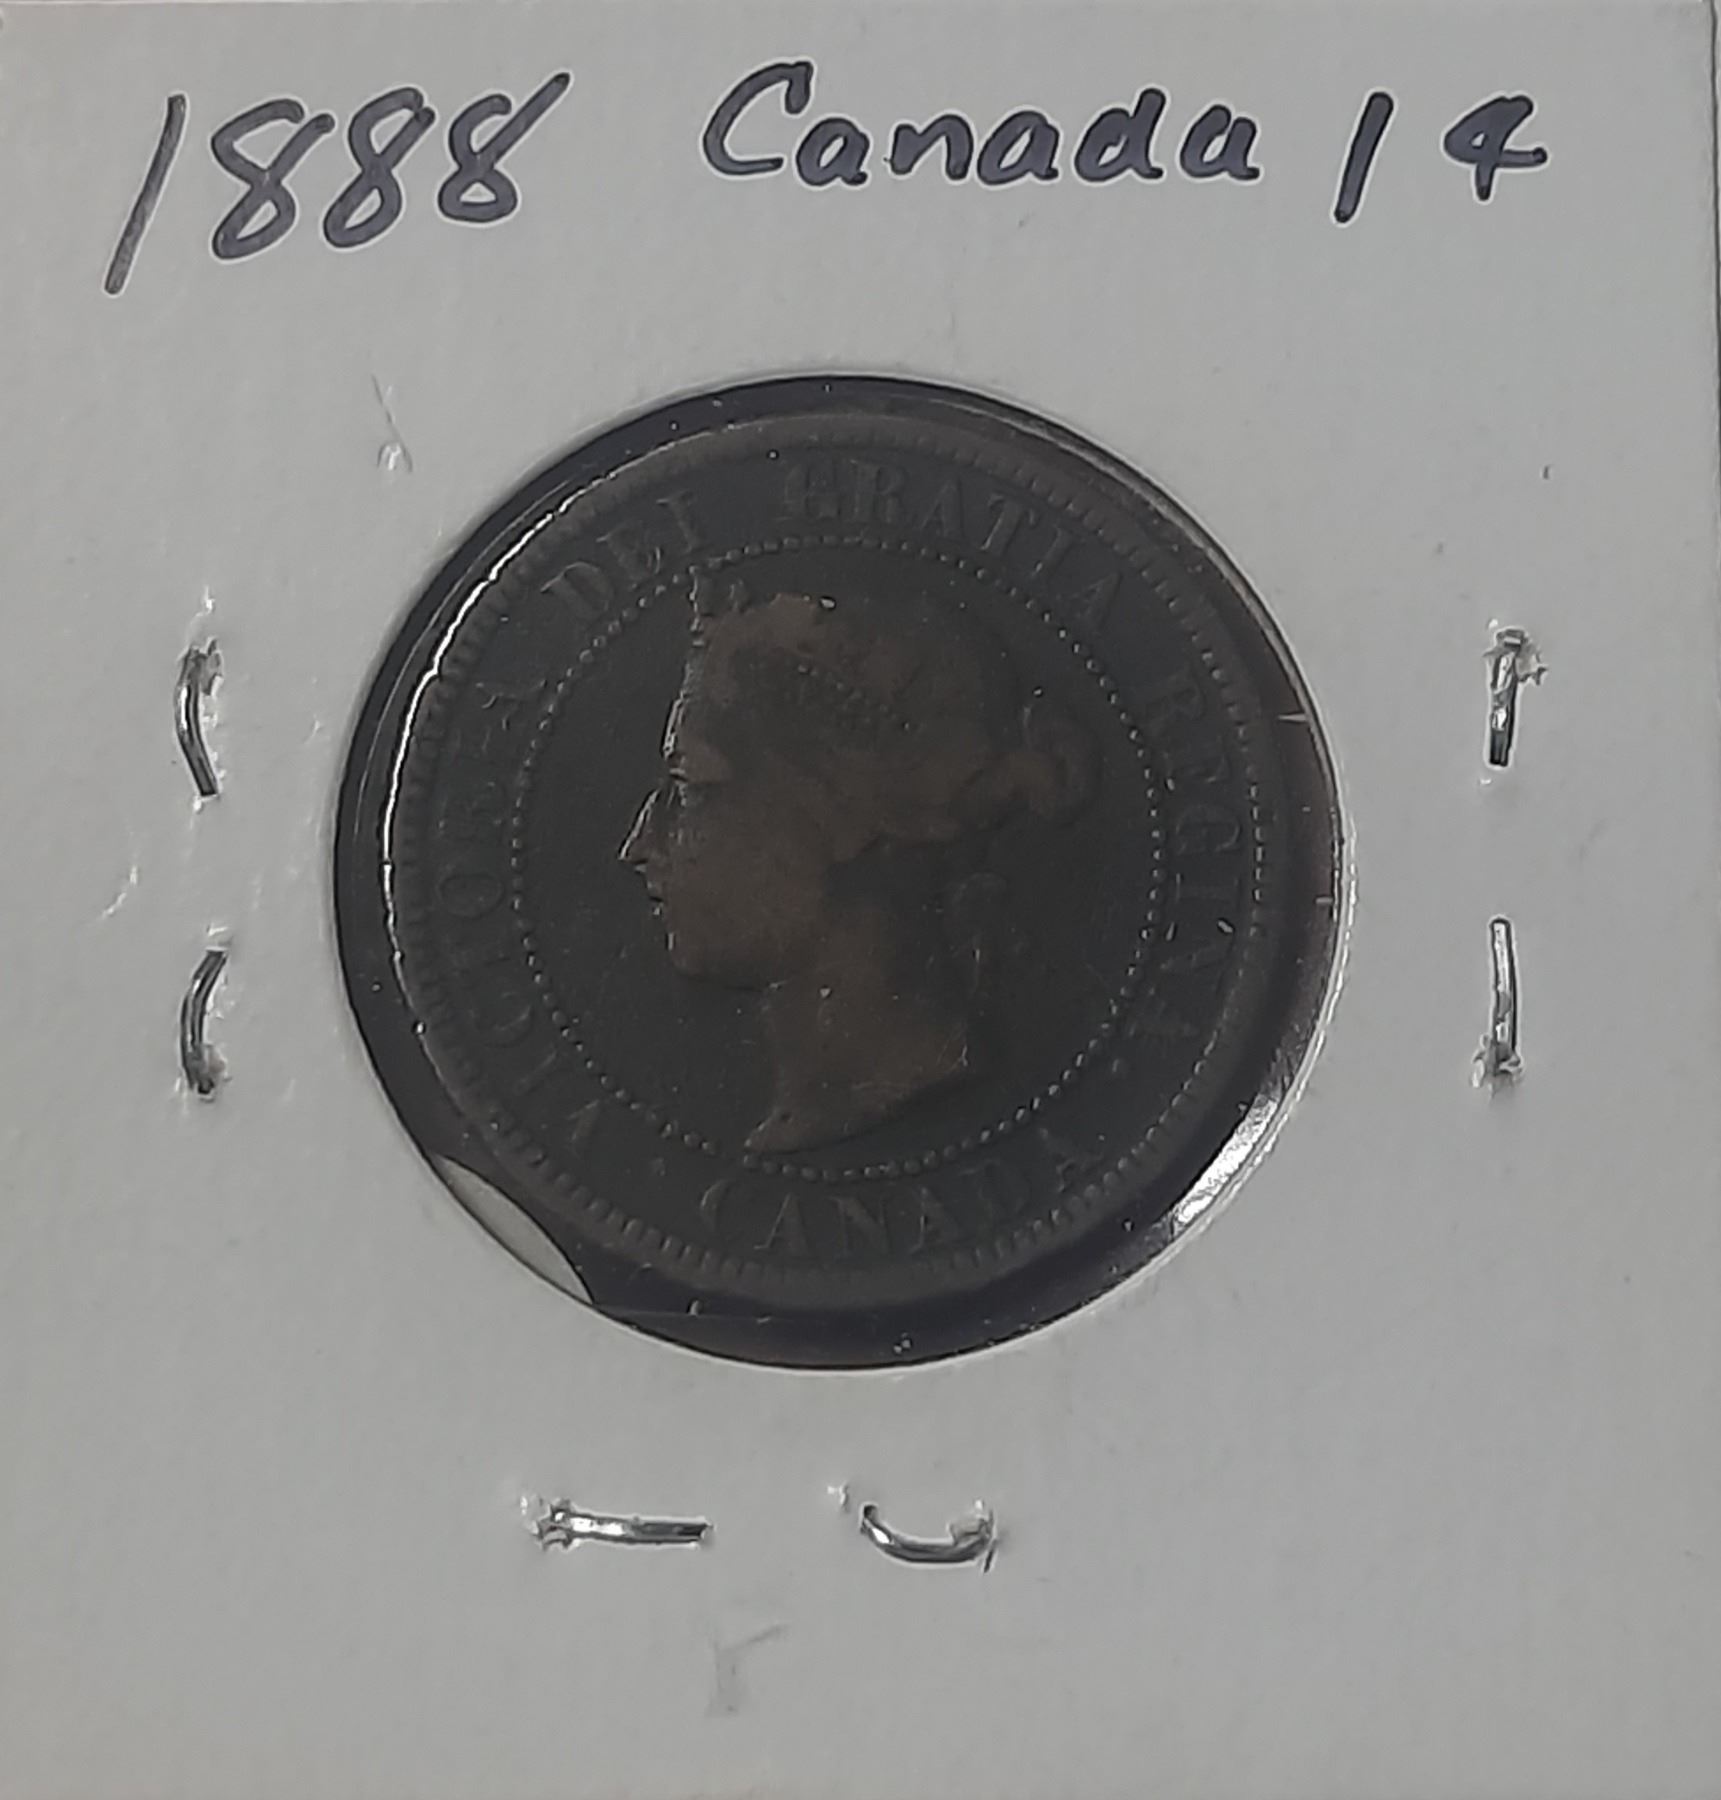 1888 Canada 1¢
VICTORIA DEI GRATIA REGINA.
CANADA